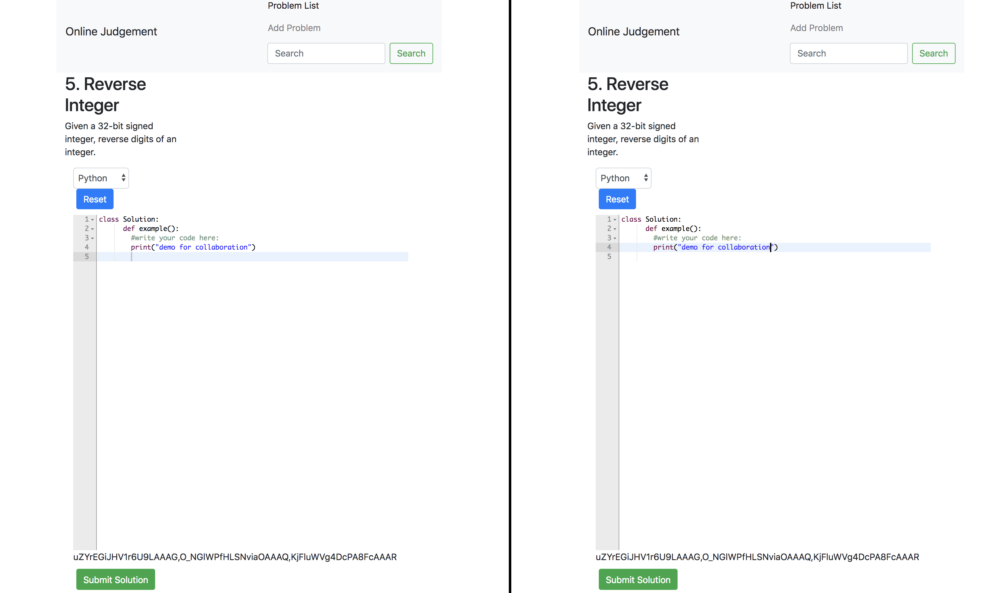 Problem List
Add Problem
Online Judgement
Search Search
5. Reverse
Integer
Given a 32-bit signed
integer, reverse digits of an
integer.
Python
Reset
1 class Solution:
2 def example():
3 #write your code here:
4 print("demo for collaboration")
5
uZYrEGiJHV1r6U9LAAAG,O_NGlWPfHLSNviaOAAAQ,KjFluWVg4DcPA8FcAAAR
Submit Solution
Problem List
Add Problem
Online Judgement
Search Search
5. Reverse
Integer
Given a 32-bit signed
integer, reverse digits of an
integer.
Python
Reset
1 class Solution:
2 def example():
3 #write your code here:
4 print("demo for collaboration")
5
uZYrEGiJHV1r6U9LAAAG,O_NGlWPfHLSNviaOAAAQ,KjFluWVg4DcPA8FcAAAR
Submit Solution